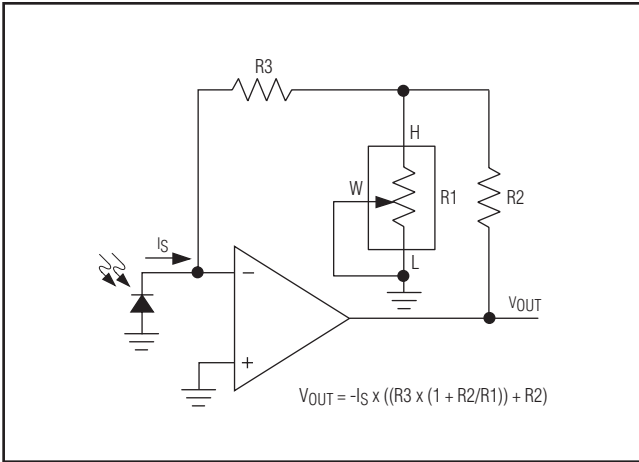 R3
H
W
R1
R2
L
IS
−
+
VOUT
VOUT = -IS x ((R3 x (1 + R2/R1)) + R2)